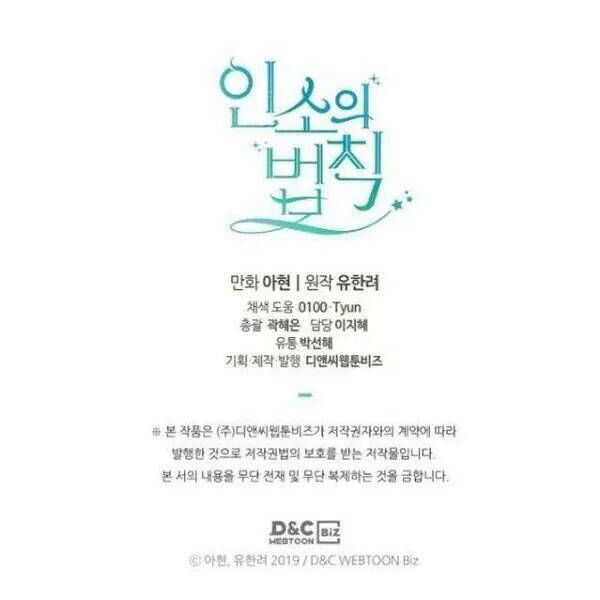 인소의
법칙
만화 아현 | 원작 유한려
채색 도움 0100·Tyun
총괄 곽혜은 담당 이지혜
유통 박선혜
기획·제작·발행 디앤씨웹툰비즈
※ 본 작품은 (주)디앤씨웹툰비즈가 저작권자와의 계약에 따라
발행한 것으로 저작권법의 보호를 받는 저작물입니다.
본 서의 내용을 무단 전재 및 무단 복제하는 것을 금합니다.
D&C
WEBTOON BiZ
ⓒ 아현, 유한려 2019 / D&C WEBTOON Biz